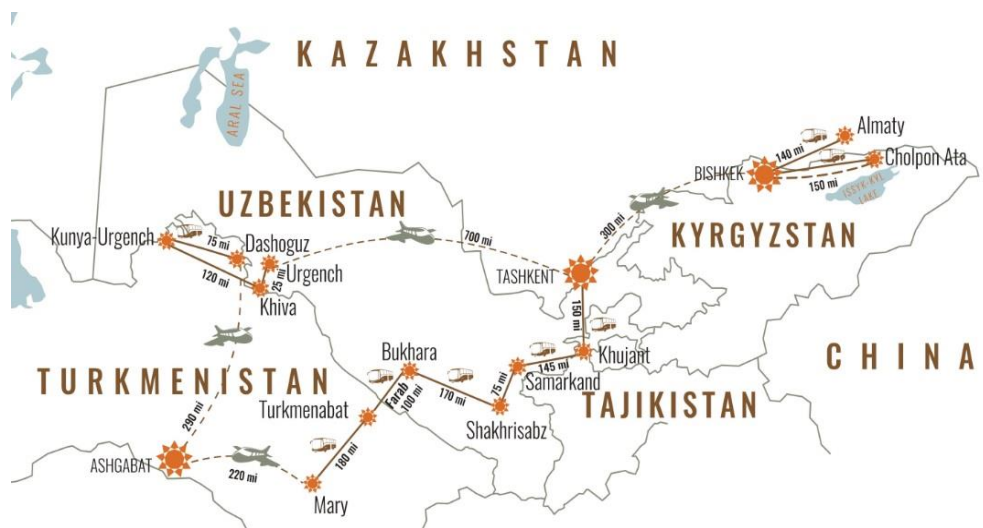 KAZAKHSTAN
ARAL SEA
Almaty
140 mi
Cholpon Ata
BISHKEK
150 mi
ISSYK-KYL
LAKE
UZBEKISTAN
300 mi
KYRGYZSTAN
Kunya-Urgench
75 mi
Dashoguz
700 mi
Urgench
25 mi
120 mi
Khiva
TASHKENT
150 mi
Khujant
CHINA
Bukhara
145 mi
Samarkand
TURKMENISTAN
Farab
100 mi
170 mi
75 mi
TAJIKISTAN
Turkmenabat
Shakhrisabz
290 mi
180 mi
ASHGABAT
220 mi
Mary